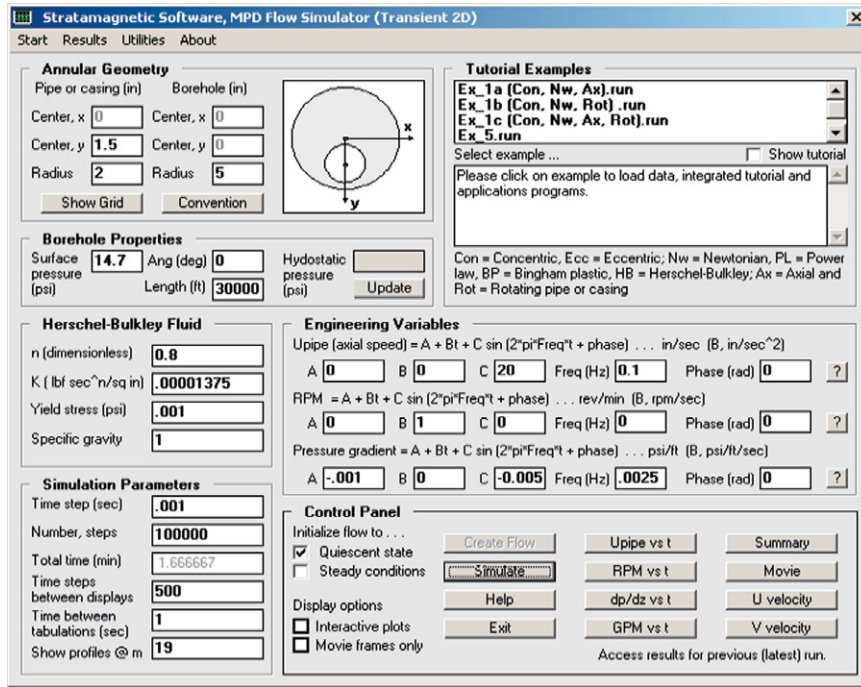 Stratamagnetic Software, MPD Flow Simulator (Transient 2D)
Start Results Utilities About
Annular Geometry
Pipe or casing (in) Borehole (in)
Center, x 0 Center, x 0
Center, y 1.5 Center, y 0
Radius 2 Radius 5
Show Grid Convention
x
y
Borehole Properties
Surface pressure (psi) 14.7 Ang (deg) 0
Length (ft) 30000
Hydostatic pressure (psi)
Update
Herschel-Bulkley Fluid
n (dimensionless) 0.8
K ( lbf sec^n/sq in) .00001375
Yield stress (psi) .001
Specific gravity 1
Simulation Parameters
Time step (sec) .001
Number, steps 100000
Total time (min) 1.666667
Time steps between displays 500
Time between tabulations (sec) 1
Show profiles @ m 19
Tutorial Examples
Ex_1a (Con, Nw, Ax).run
Ex_1b (Con, Nw, Rot) .run
Ex_1c (Con, Nw, Ax, Rot).run
Ex_5.run
Select example ... Show tutorial
Please click on example to load data, integrated tutorial and
applications programs.
Con = Concentric, Ecc = Eccentric; Nw = Newtonian, PL = Power
law, BP = Bingham plastic, HB = Herschel-Bulkley; Ax = Axial and
Rot = Rotating pipe or casing
Engineering Variables
Upipe (axial speed) = A + Bt + C sin (2*pi*Freq*t + phase) . . . in/sec (B, in/sec^2)
A 0 B 0 C 20 Freq (Hz) 0.1 Phase (rad) 0 ?
RPM = A + Bt + C sin (2*pi*Freq*t + phase) . . . rev/min (B, rpm/sec)
A 0 B 1 C 0 Freq (Hz) 0 Phase (rad) 0 ?
Pressure gradient = A + Bt + C sin (2*pi*Freq*t + phase) . . . psi/ft (B, psi/ft/sec)
A -.001 B 0 C -0.005 Freq (Hz) .0025 Phase (rad) 0 ?
Control Panel
Initialize flow to . . .
Quiescent state
Steady conditions
Display options
Interactive plots
Movie frames only
Create Flow Upipe vs t Summary
Simulate RPM vs t Movie
Help dp/dz vs t U velocity
Exit GPM vs t V velocity
Access results for previous (latest) run.